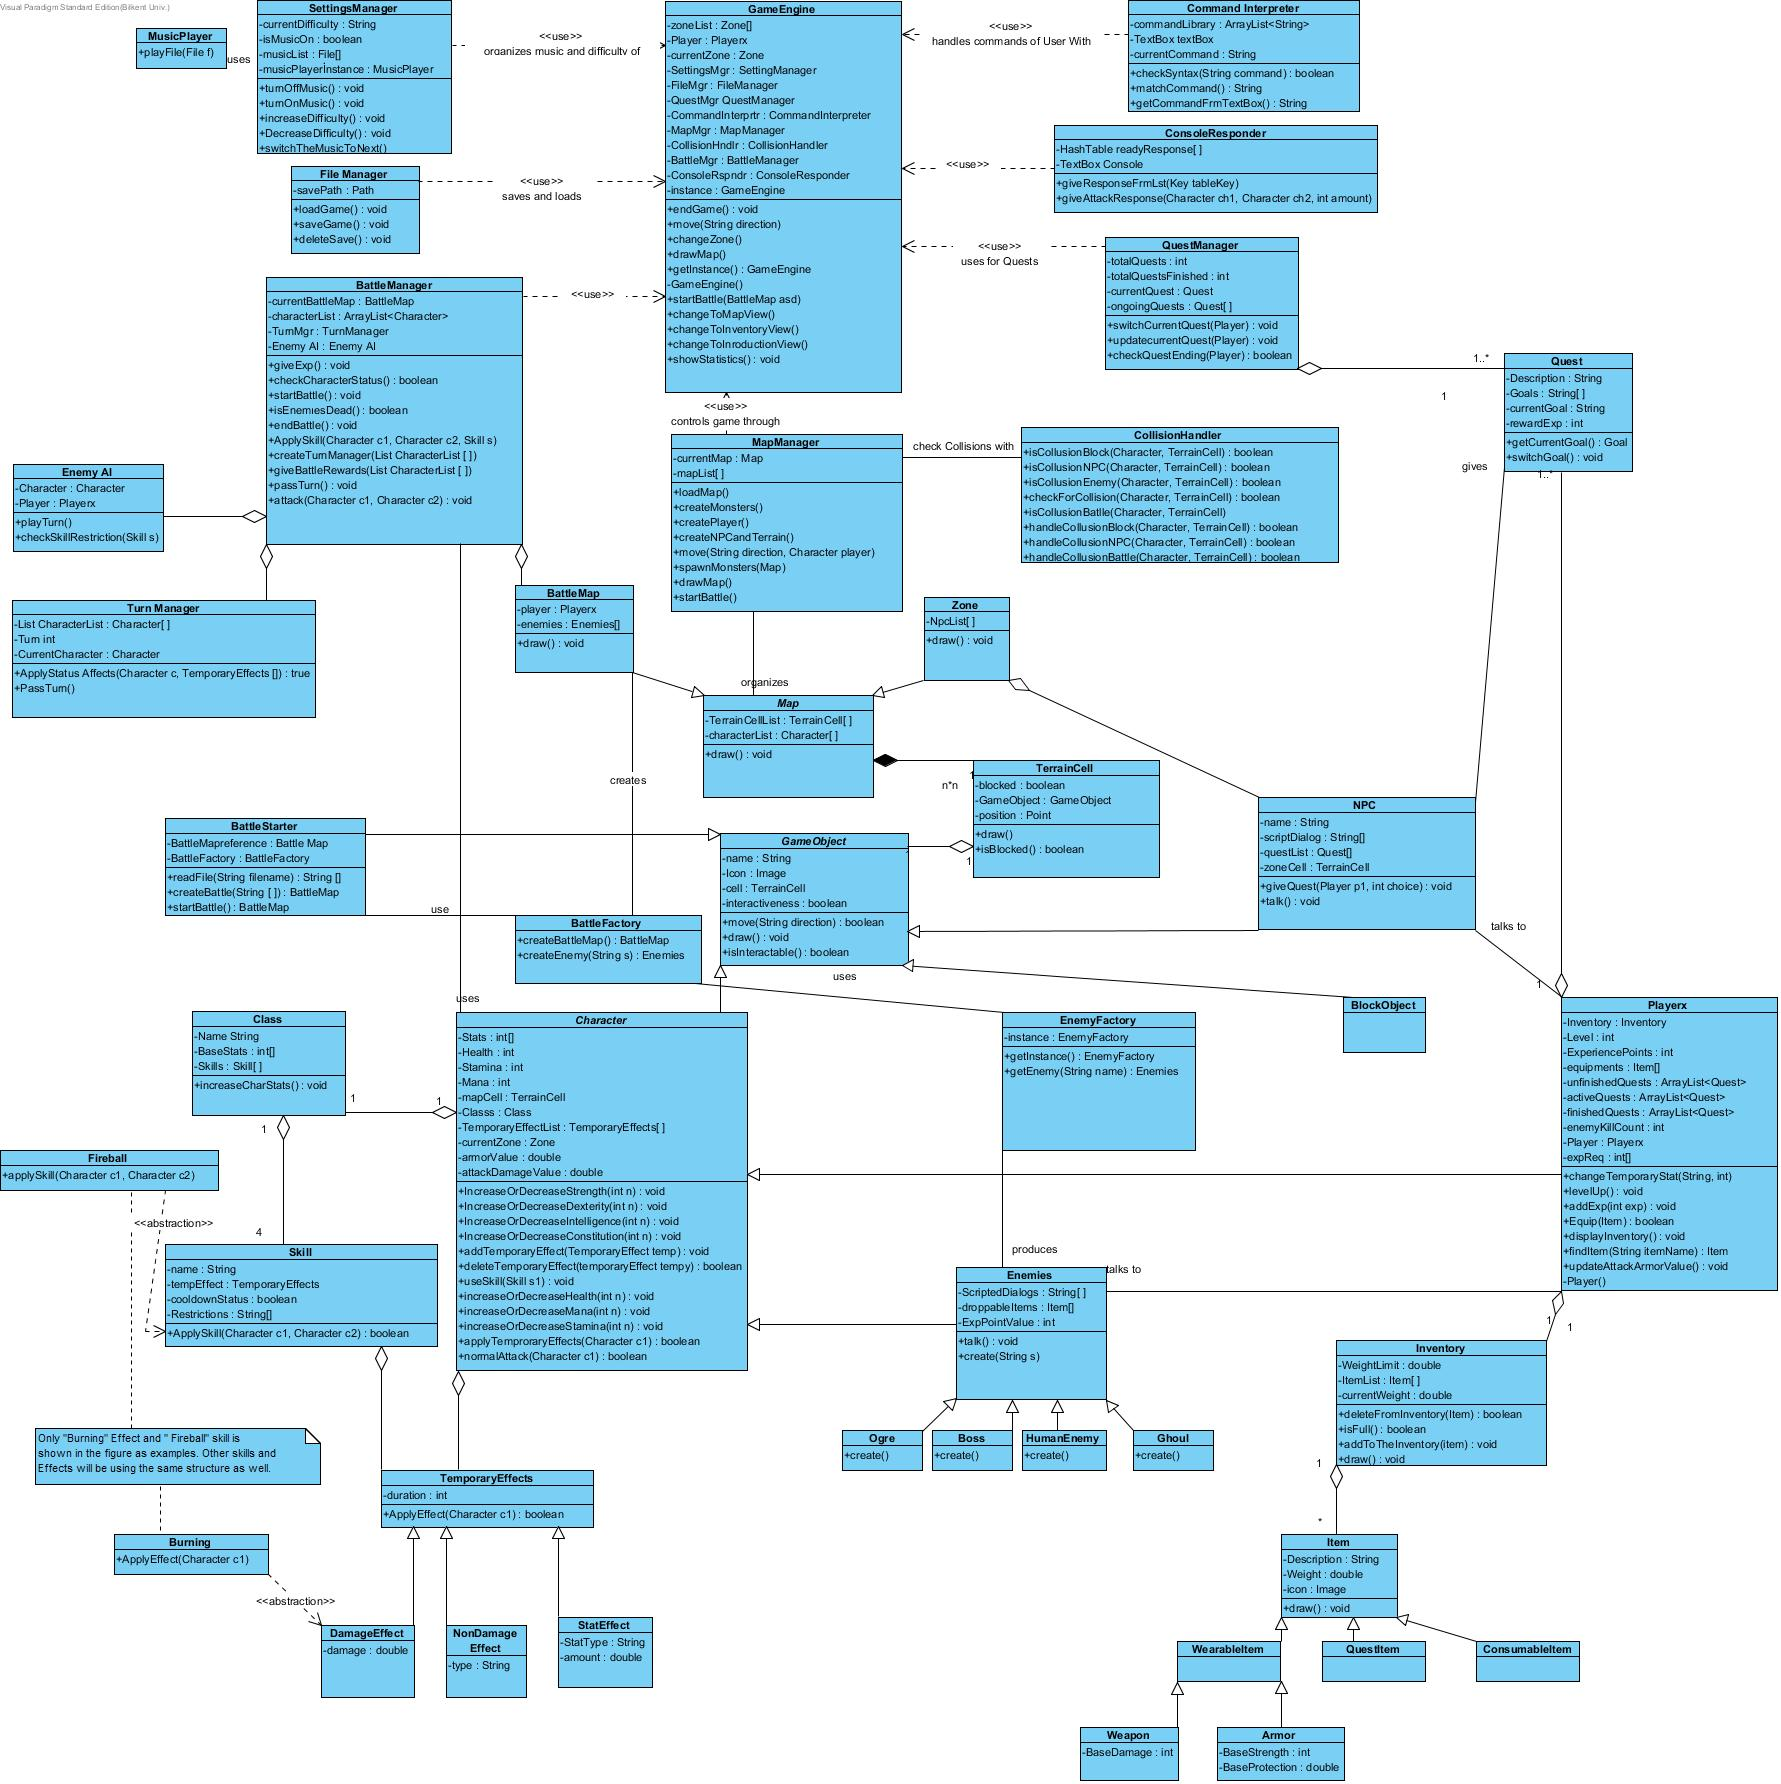 Visual Paradigm Standard Edition(Bilkent Univ.)
MusicPlayer
+playFile(File f)
uses
SettingsManager
-currentDifficulty : String
-isMusicOn : boolean
-musicList : File[]
-musicPlayerİnstance : MusicPlayer
+turnOffMusic() : void
+turnOnMusic() : void
+increaseDifficulty() : void
+DecreaseDifficulty() : void
+switchTheMusicToNext()
<<use>>
organizes music and difficulty of
GameEngine
-zoneList : Zone[]
-Player : Playerx
-currentZone : Zone
-SettingsMgr : SettingManager
-FileMgr : FileManager
-QuestMgr QuestManager
-CommandInterprtr : CommandInterpreter
-MapMgr : MapManager
-CollisionHndlr : CollisionHandler
-BattleMgr : BattleManager
-ConsoleRspndr : ConsoleResponder
-instance : GameEngine
+endGame() : void
+move(String direction)
+changeZone()
+drawMap()
+getInstance() : GameEngine
-GameEngine()
+startBattle(BattleMap asd)
+changeToMapView()
+changeToInventoryView()
+changeToInroductionView()
+showStatistics() : void
<<use>>
handles commands of User With
Command Interpreter
-commandLibrary : ArrayList<String>
-TextBox textBox
-currentCommand : String
+checkSyntax(String command) : boolean
+matchCommand() : String
+getCommandFrmTextBox() : String
<<use>>
ConsoleResponder
-HashTable readyResponse[ ]
-TextBox Console
+giveResponseFrmLst(Key tableKey)
+giveAttackResponse(Character ch1, Character ch2, int amount)
File Manager
-savePath : Path
+loadGame() : void
+saveGame() : void
+deleteSave() : void
<<use>>
saves and loads
<<use>>
uses for Quests
QuestManager
-totalQuests : int
-totalQuestsFinished : int
-currentQuest : Quest
-ongoingQuests : Quest[ ]
+switchCurrentQuest(Player) : void
+updatecurrentQuest(Player) : void
+checkQuestEnding(Player) : boolean
1..*
1
Quest
-Description : String
-Goals : String[ ]
-currentGoal : String
-rewardExp : int
+getCurrentGoal() : Goal
+switchGoal() : void
1..*
gives
BattleManager
-currentBattleMap : BattleMap
-characterList : ArrayList<Character>
-TurnMgr : TurnManager
-Enemy AI : Enemy AI
+giveExp() : void
+checkCharacterStatus() : boolean
+startBattle() : void
+isEnemiesDead() : boolean
+endBattle() : void
+ApplySkill(Character c1, Character c2, Skill s)
+createTurnManager(List CharacterList [ ])
+giveBattleRewards(List CharacterList [ ])
+passTurn() : void
+attack(Character c1, Character c2) : void
<<use>>
<<use>>
controls game through
MapManager
-currentMap : Map
-mapList[ ]
+loadMap()
+createMonsters()
+createPlayer()
+createNPCandTerrain()
+move(String direction, Character player)
+spawnMonsters(Map)
+drawMap()
+startBattle()
check Collisions with
CollisionHandler
+isCollusionBlock(Character, TerrainCell) : boolean
+isCollusionNPC(Character, TerrainCell) : boolean
+isCollusionEnemy(Character, TerrainCell) : boolean
+checkForCollision(Character, TerrainCell) : boolean
+isCollusionBatlle(Character, TerrainCell)
+handleCollusionBlock(Character, TerrainCell) : boolean
+handleCollusionNPC(Character, TerrainCell) : boolean
+handleCollusionBattle(Character, TerrainCell) : boolean
Enemy AI
-Character : Character
-Player : Playerx
+playTurn()
+checkSkillRestriction(Skill s)
Turn Manager
-List CharacterList : Character[ ]
-Turn int
-CurrentCharacter : Character
+ApplyStatus Affects(Character c, TemporaryEffects []) : true
+PassTurn()
BattleMap
-player : Playerx
-enemies : Enemies[]
+draw() : void
Zone
-NpcList[ ]
+draw() : void
organizes
Map
-TerrainCellList : TerrainCell[ ]
-characterList : Character[ ]
+draw() : void
creates
n*n
1
TerrainCell
-blocked : boolean
-GameObject : GameObject
-position : Point
+draw()
+isBlocked() : boolean
1
NPC
-name : String
-scriptDialog : String[]
-questList : Quest[]
-zoneCell : TerrainCell
+giveQuest(Player p1, int choice) : void
+talk() : void
talks to
BattleStarter
-BattleMapreference : Battle Map
-BattleFactory : BattleFactory
+readFile(String filename) : String []
+createBattle(String [ ]) : BattleMap
+startBattle() : BattleMap
use
GameObject
-name : String
-Icon : Image
-cell : TerrainCell
-interactiveness : boolean
+move(String direction) : boolean
+draw() : void
+isInteractable() : boolean
BattleFactory
+createBattleMap() : BattleMap
+createEnemy(String s) : Enemies
uses
uses
1
BlockObject
Class
-Name String
-BaseStats : int[]
-Skills : Skill[ ]
+increaseCharStats() : void
1
1
1
4
Character
-Stats : int[]
-Health : int
-Stamina : int
-Mana : int
-mapCell : TerrainCell
-Classs : Class
-TemporaryEffectList : TemporaryEffects[ ]
-currentZone : Zone
-armorValue : double
-attackDamageValue : double
+IncreaseOrDecreaseStrength(int n) : void
+IncreaseOrDecreaseDexterity(int n) : void
+IncreaseOrDecreaseIntelligence(int n) : void
+IncreaseOrDecreaseConstitution(int n) : void
+addTemporaryEffect(TemporaryEffect temp) : void
+deleteTemporaryEffect(temporaryEffect tempy) : boolean
+useSkill(Skill s1) : void
+increaseOrDecreaseHealth(int n) : void
+increaseOrDecreaseMana(int n) : void
+increaseOrDecreaseStamina(int n) : void
+applyTemproraryEffects(Character c1) : boolean
+normalAttack(Character c1) : boolean
EnemyFactory
-instance : EnemyFactory
+getInstance() : EnemyFactory
+getEnemy(String name) : Enemies
produces
talks to
Playerx
-Inventory : Inventory
-Level : int
-ExperiencePoints : int
-equipments : Item[]
-unfinishedQuests : ArrayList<Quest>
-activeQuests : ArrayList<Quest>
-finishedQuests : ArrayList<Quest>
-enemyKillCount : int
-Player : Playerx
-expReq : int[]
+changeTemporaryStat(String, int)
+levelUp() : void
+addExp(int exp) : void
+Equip(Item) : boolean
+displayInventory() : void
+findItem(String itemName) : Item
+updateAttackArmorValue() : void
-Player()
1
1
Fireball
+applySkill(Character c1, Character c2)
<<abstraction>>
Skill
-name : String
-tempEffect : TemporaryEffects
-cooldownStatus : boolean
-Restrictions : String[]
+ApplySkill(Character c1, Character c2) : boolean
Enemies
-ScriptedDialogs : String[ ]
-droppableItems : Item[]
-ExpPointValue : int
+talk() : void
+create(String s)
Inventory
-WeightLimit : double
-ItemList : Item[ ]
-currentWeight : double
+deleteFromInventory(Item) : boolean
+isFull() : boolean
+addToTheInventory(item) : void
+draw() : void
1
*
Ogre
+create()
Boss
+create()
HumanEnemy
+create()
Ghoul
+create()
Only "Burning" Effect and " Fireball" skill is
shown in the figure as examples. Other skills and
Effects will be using the same structure as well.
TemporaryEffects
-duration : int
+ApplyEffect(Character c1) : boolean
Burning
+ApplyEffect(Character c1)
<<abstraction>>
DamageEffect
-damage : double
NonDamage
Effect
-type : String
StatEffect
-StatType : String
-amount : double
Item
-Description : String
-Weight : double
-icon : Image
+draw() : void
WearableItem
QuestItem
ConsumableItem
Weapon
-BaseDamage : int
Armor
-BaseStrength : int
-BaseProtection : double